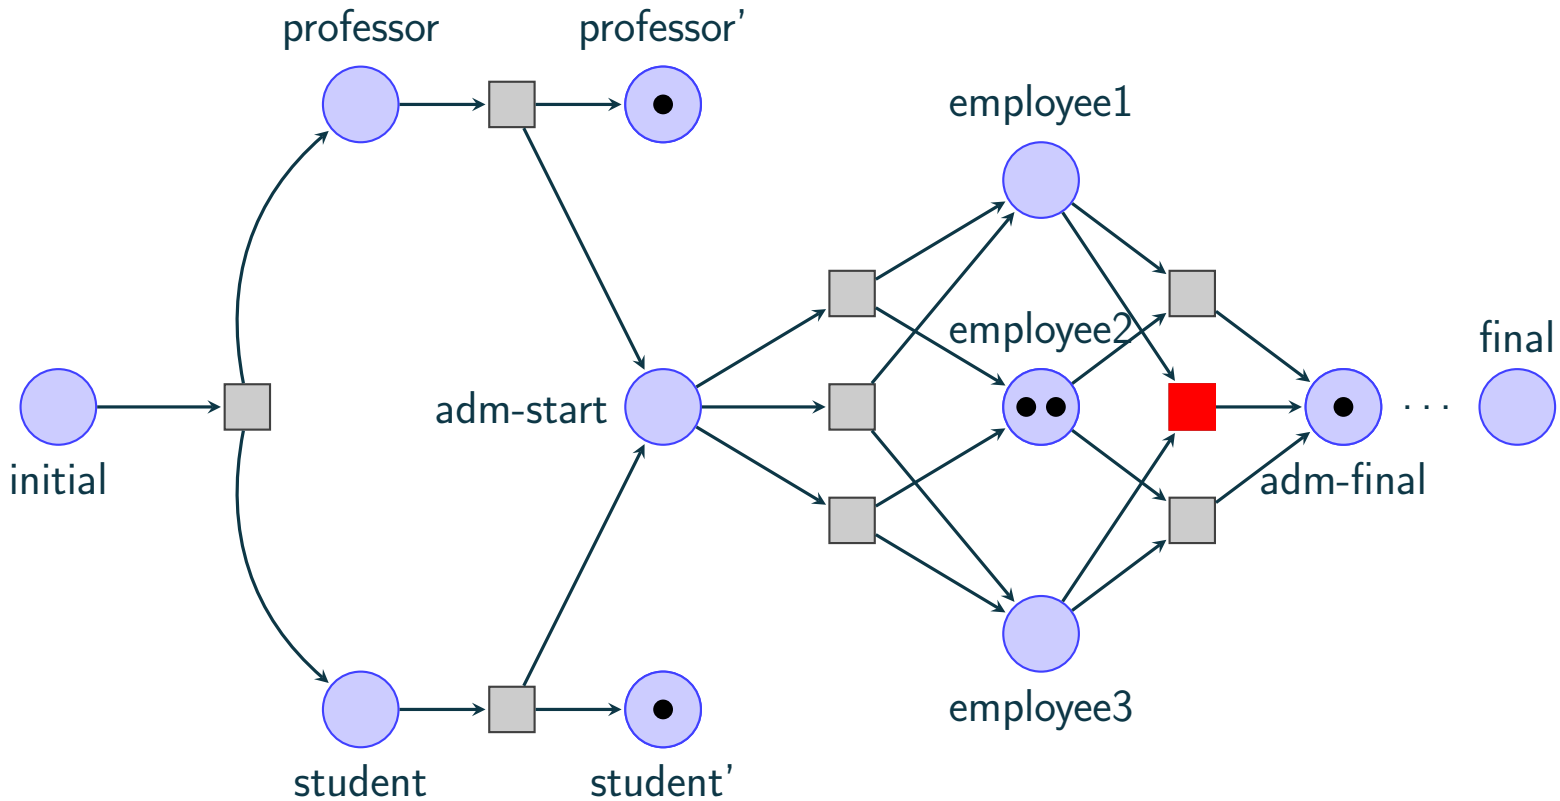 professor
professor’
employee1
employee2
final
adm-start
initial
adm-final
...
employee3
student
student’